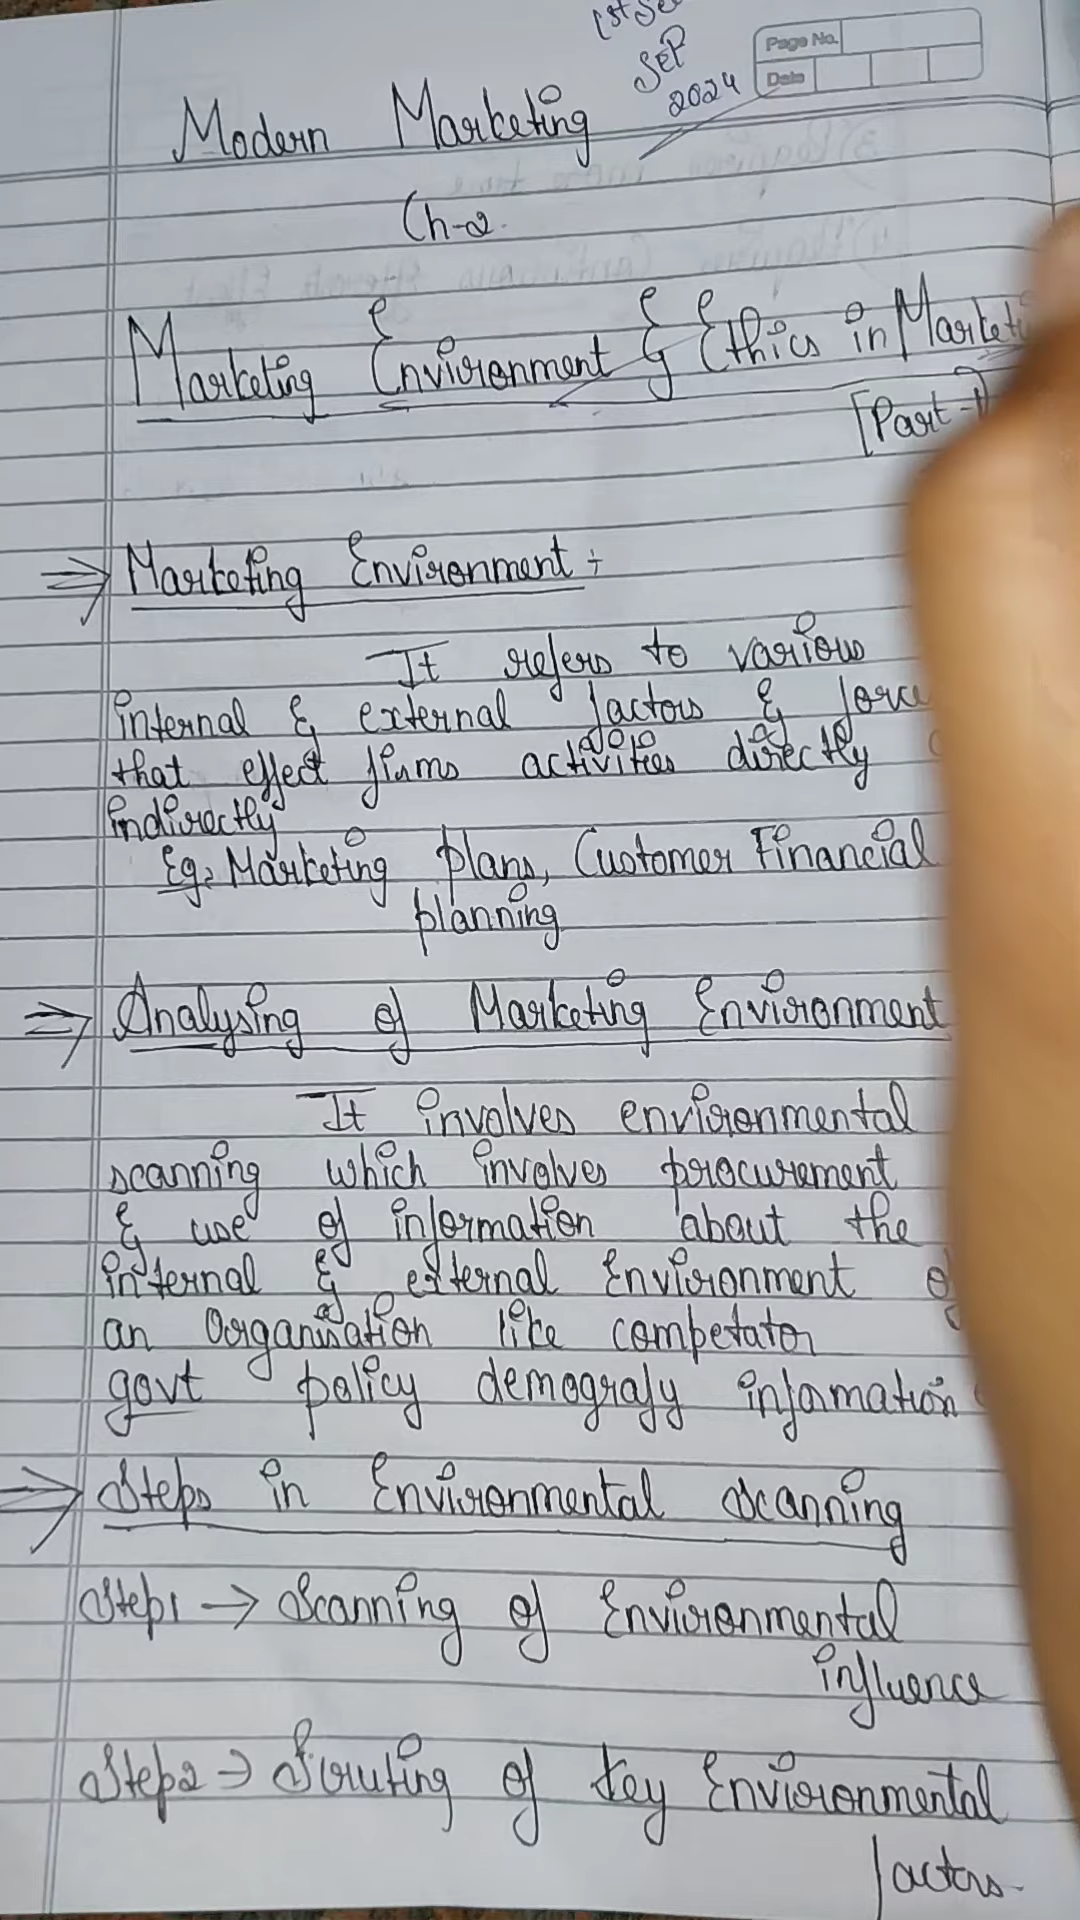 1st Se
SEP
2024
Page No.
Date
Modern Marketing
Ch-2.
Marketing Environment & Ethics in Marketi
[Part-1]
⇒ Marketing Environment ÷
It refers to various
internal & external factors & force
that effect firms activities directly
indirectly
Eg. Marketing plans, Customer Financial
planning
⇒ Analysing of Marketing Environment
It involves environmental
scanning which involves procurement
& use of information about the
internal & external Environment of
an Organisation like competator
govt policy demografy information
⇒ Steps in Environmental Scanning
Step1 → Scanning of Environmental
influence
Step2 → Scruting of key Environmental
factors.